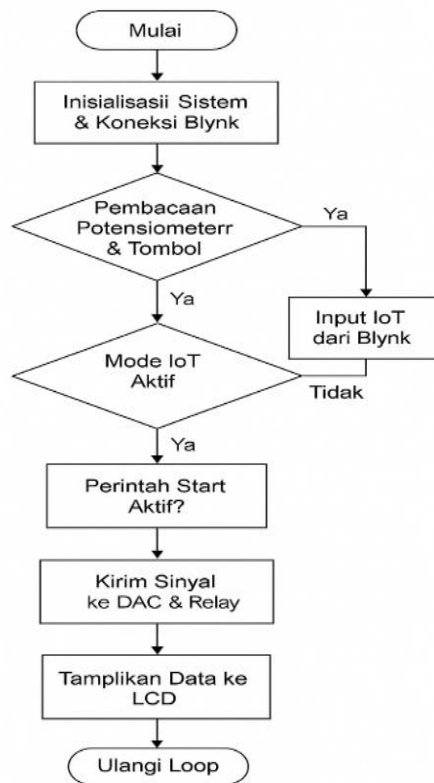 Mulai
Inisialisasii Sistem
& Koneksi Blynk
Pembacaan
Potensiometerr
& Tombol
Ya
Ya
Input IoT
dari Blynk
Mode IoT
Aktif
Tidak
Ya
Perintah Start
Aktif?
Kirim Sinyal
ke DAC & Relay
Tamplikan Data ke
LCD
Ulangi Loop